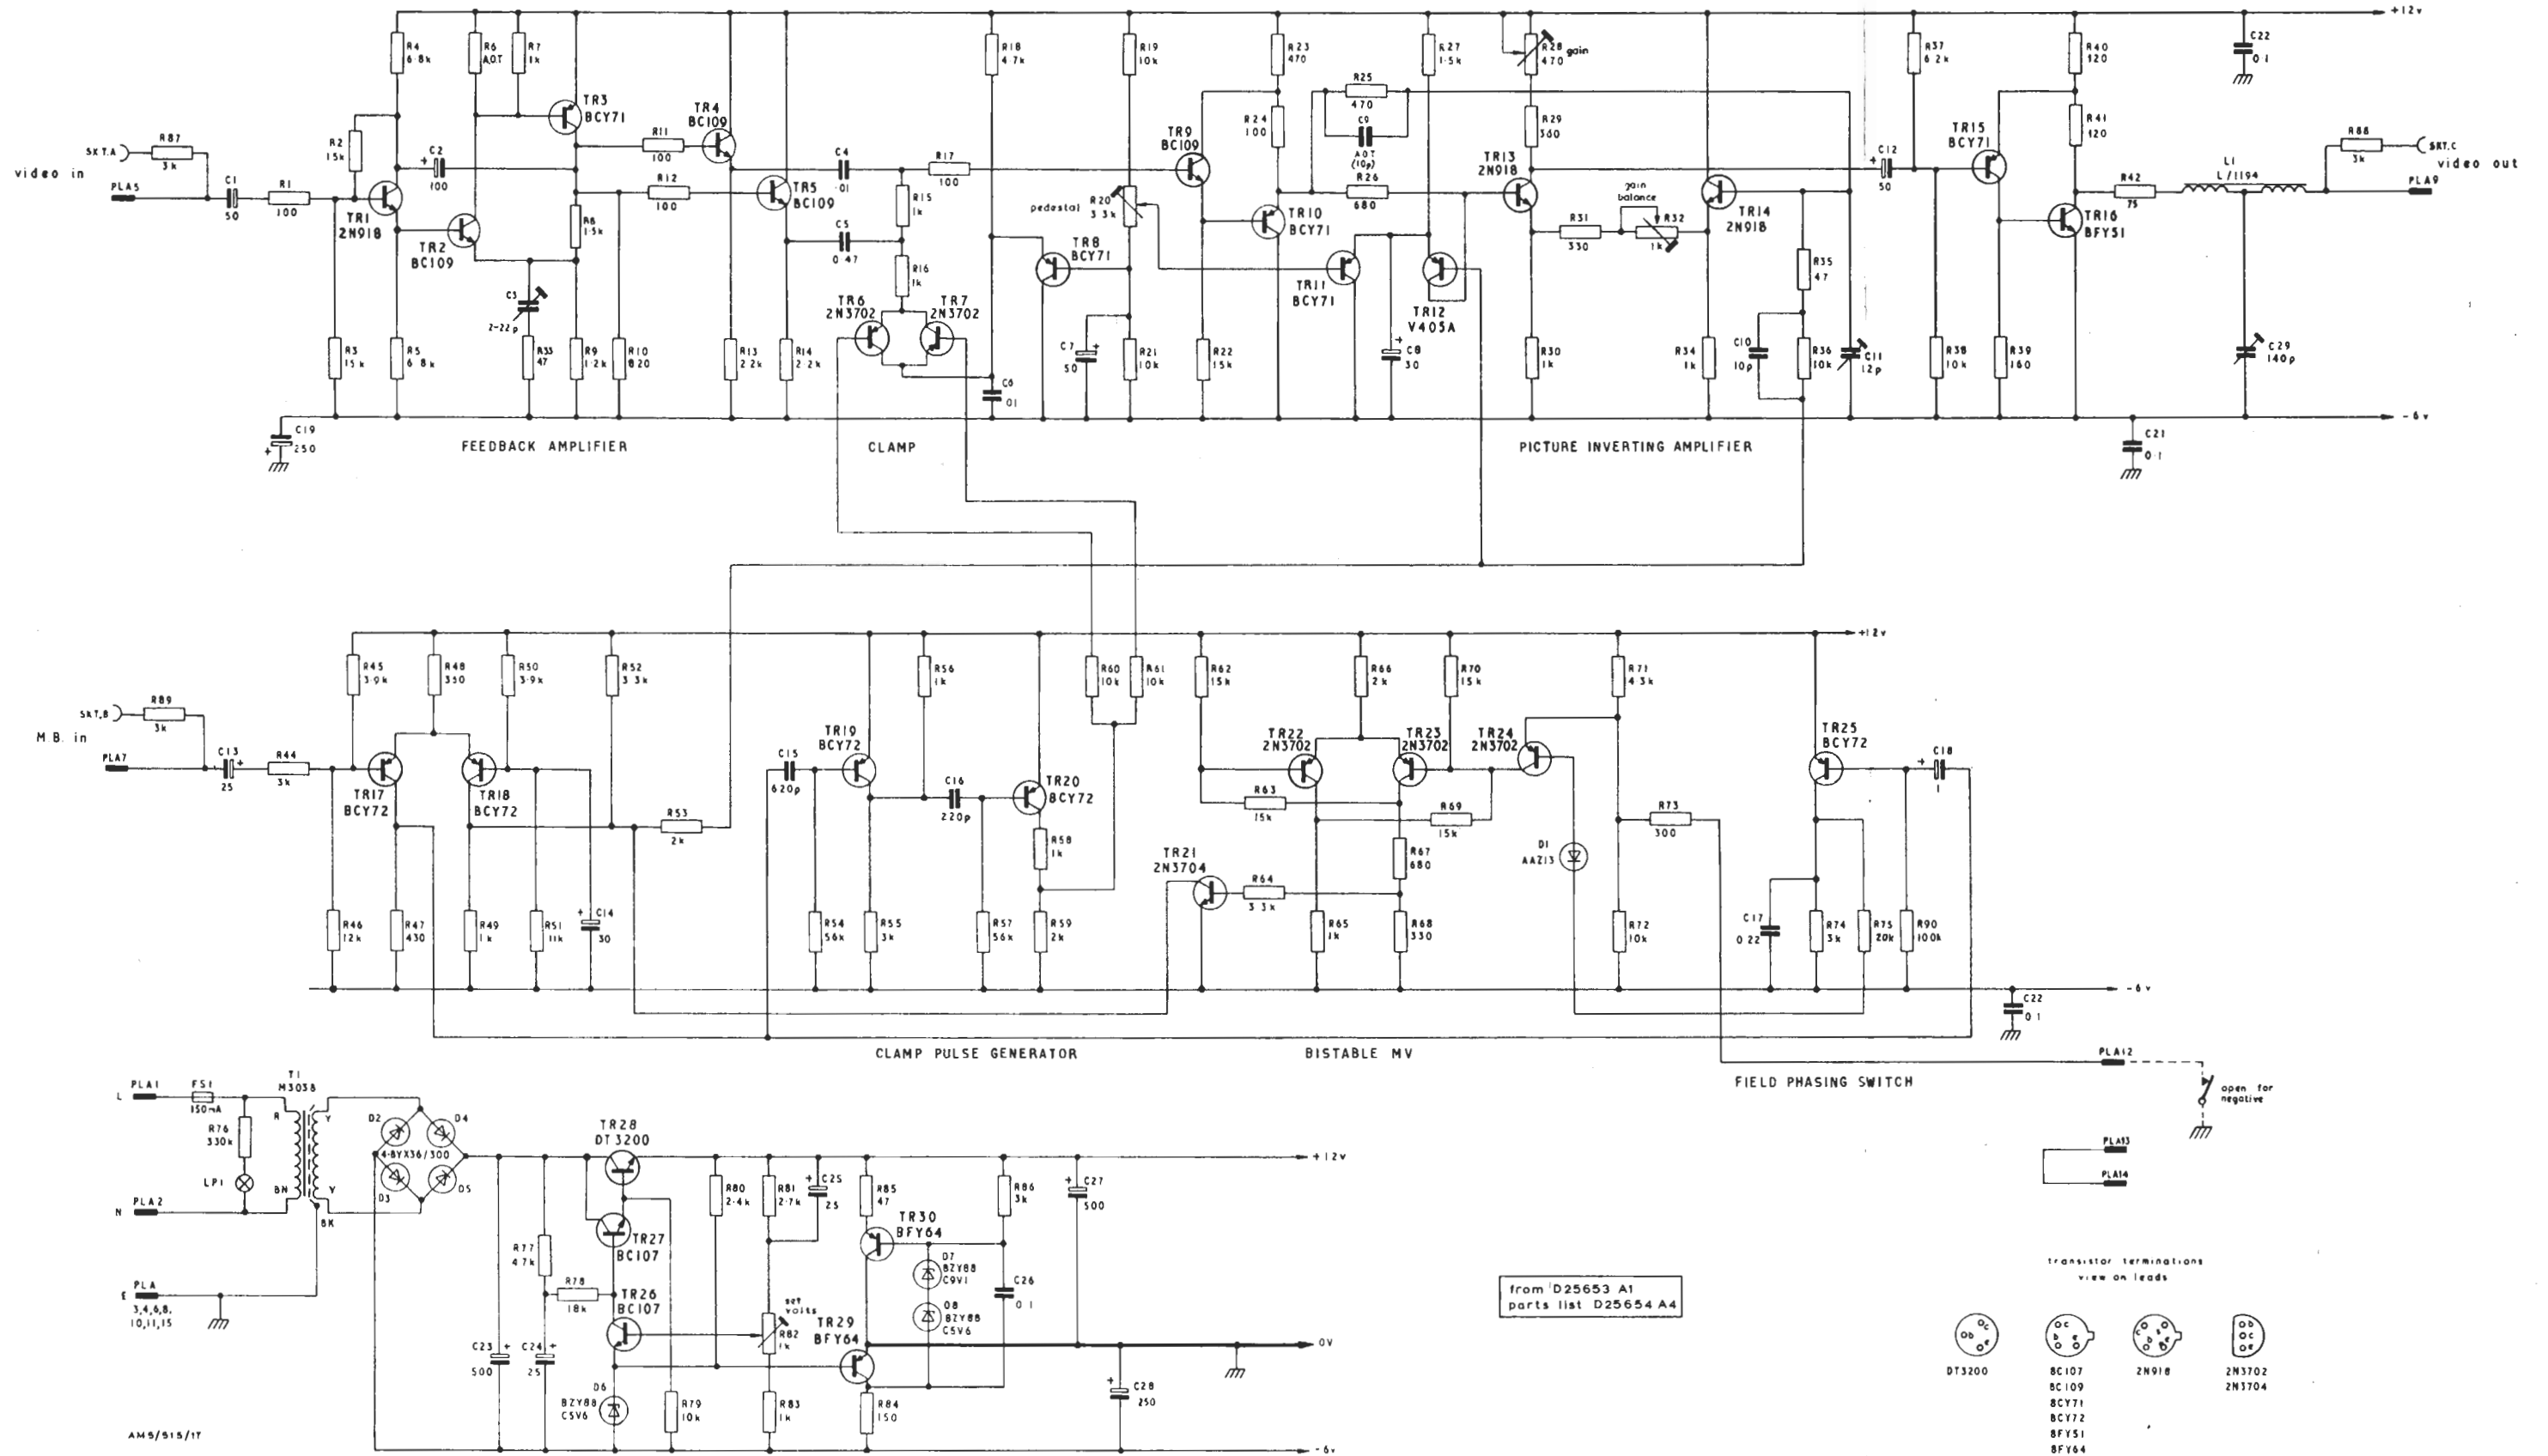 +12v
R4 6·8k
R6 A.O.T
R7 1k
TR3 BCY71
R18 4·7k
R19 10k
R23 470
R27 1·5k
R28 470 gain
R37 6·2k
R40 120
C22 0·1
R25 470
C9 A.O.T (10p)
R2 15k
C2 100
R11 100
TR4 BC109
C4 ·01
R17 100
TR9 BC109
R24 100
R29 360
TR13 2N918
C12 50
TR15 BCY71
R41 120
R88 3k
SKT.C
video out
PLA9
SKT.A
R87 3k
video in
PLA5
C1 50
R1 100
TR1 2N918
TR2 BC109
R8 1·5k
R12 100
TR5 BC109
R15 1k
C5 0·47
R16 1k
pedestal
R20 3·3k
TR8 BCY71
TR10 BCY71
R26 680
TR11 BCY71
TR12 V405A
R31 330
gain balance
R32 1k
TR14 2N918
R35 47
R42 75
L1 L/1194
TR16 BFY51
C3 2-22p
TR6 2N3702
TR7 2N3702
R3 15k
R5 6·8k
R33 47
R9 1·2k
R10 820
R13 2·2k
R14 2·2k
C6 ·01
C7 50
R21 10k
R22 15k
C8 30
R30 1k
R34 1k
C10 10p
R36 10k
C11 12p
R38 10k
R39 160
C29 140p
-6v
C19 250
C21 0·1
FEEDBACK AMPLIFIER
CLAMP
PICTURE INVERTING AMPLIFIER
+12v
R45 3·9k
R48 350
R50 3·9k
R52 3·3k
R56 1k
R60 10k
R61 10k
R62 15k
R66 2k
R70 15k
R71 4·3k
SKT.B
R89 3k
M.B. in
PLA7
C13 25
R44 3k
TR17 BCY72
TR18 BCY72
R53 2k
TR19 BCY72
C15 620p
C16 220p
TR20 BCY72
R58 1k
TR22 2N3702
TR23 2N3702
TR24 2N3702
R63 15k
R69 15k
R73 300
TR25 BCY72
C18 1
TR21 2N3704
R64 3·3k
R67 680
D1 AAZ13
R46 12k
R47 430
R49 1k
R51 11k
C14 30
R54 56k
R55 3k
R57 56k
R59 2k
R65 1k
R68 330
R72 10k
C17 0·22
R74 3k
R75 20k
R90 100k
-6v
C22 0·1
CLAMP PULSE GENERATOR
BISTABLE MV
FIELD PHASING SWITCH
PLA12
open for negative
PLA13
PLA14
L
PLA1
FS1 150mA
T1 M3038
R
Y
R76 330k
LP1
BN
Y
BK
N
PLA2
E
PLA 3,4,6,8, 10,11,15
D2
D4
4-BYX36/300
D3
D5
TR28 DT3200
+12v
R80 2·4k
R81 2·7k
C25 25
R85 47
R86 3k
C27 500
TR30 BFY64
TR27 BC107
R77 4·7k
R78 1·8k
TR26 BC107
D7 BZY88 C9V1
D8 BZY88 C5V6
C26 0·1
set volts
R82 1k
TR29 BFY64
C23 500
C24 25
0V
D6 BZY88 C5V6
R79 10k
R83 1k
R84 150
C28 250
-6v
AM5/515/17
from D25653 A1
parts list D25654 A4
transistor terminations
view on leads
c b e
c b e
c s b e
b c e
DT3200
BC107
BC109
BCY71
BCY72
BFY51
BFY64
2N918
2N3702
2N3704